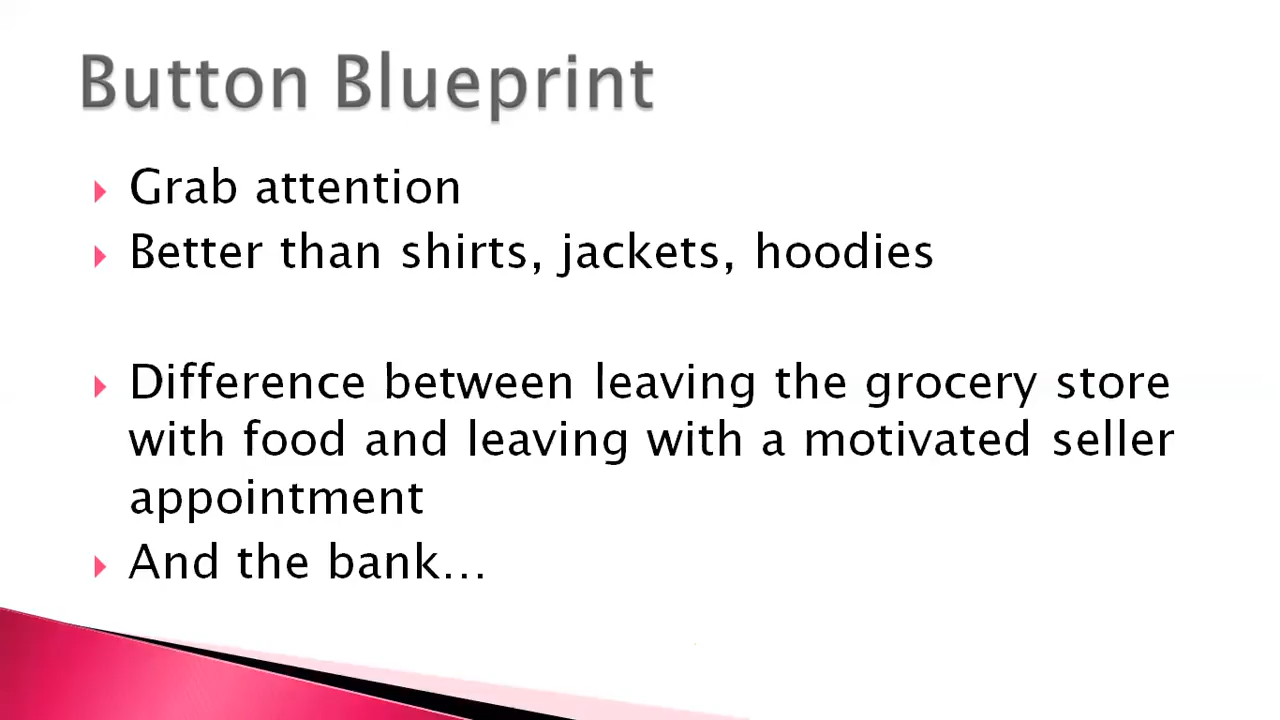 Button Blueprint
Grab attention
Better than shirts, jackets, hoodies
Difference between leaving the grocery store
with food and leaving with a motivated seller
appointment
And the bank…